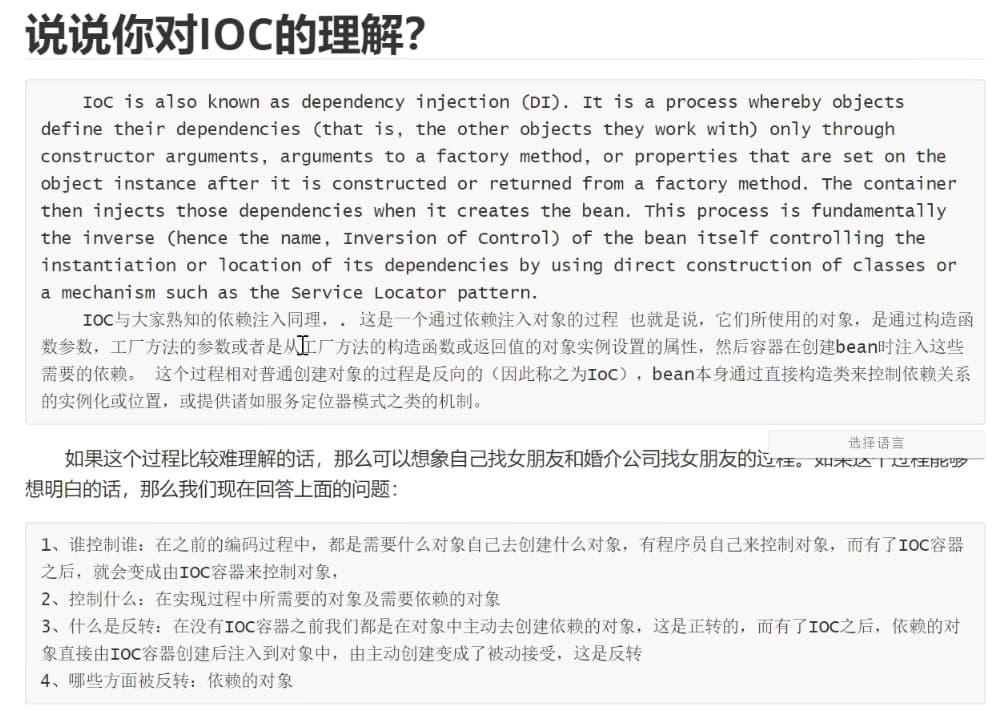 说说你对IOC的理解？
IoC is also known as dependency injection (DI). It is a process whereby objects
define their dependencies (that is, the other objects they work with) only through
constructor arguments, arguments to a factory method, or properties that are set on the
object instance after it is constructed or returned from a factory method. The container
then injects those dependencies when it creates the bean. This process is fundamentally
the inverse (hence the name, Inversion of Control) of the bean itself controlling the
instantiation or location of its dependencies by using direct construction of classes or
a mechanism such as the Service Locator pattern.
IOC与大家熟知的依赖注入同理，. 这是一个通过依赖注入对象的过程 也就是说，它们所使用的对象，是通过构造函
数参数，工厂方法的参数或者是从工厂方法的构造函数或返回值的对象实例设置的属性，然后容器在创建bean时注入这些
需要的依赖。 这个过程相对普通创建对象的过程是反向的（因此称之为IoC），bean本身通过直接构造类来控制依赖关系
的实例化或位置，或提供诸如服务定位器模式之类的机制。
选择语言
如果这个过程比较难理解的话，那么可以想象自己找女朋友和婚介公司找女朋友的过程。如果这个过程能够
想明白的话，那么我们现在回答上面的问题：
1、谁控制谁：在之前的编码过程中，都是需要什么对象自己去创建什么对象，有程序员自己来控制对象，而有了IOC容器
之后，就会变成由IOC容器来控制对象，
2、控制什么：在实现过程中所需要的对象及需要依赖的对象
3、什么是反转：在没有IOC容器之前我们都是在对象中主动去创建依赖的对象，这是正转的，而有了IOC之后，依赖的对
象直接由IOC容器创建后注入到对象中，由主动创建变成了被动接受，这是反转
4、哪些方面被反转：依赖的对象